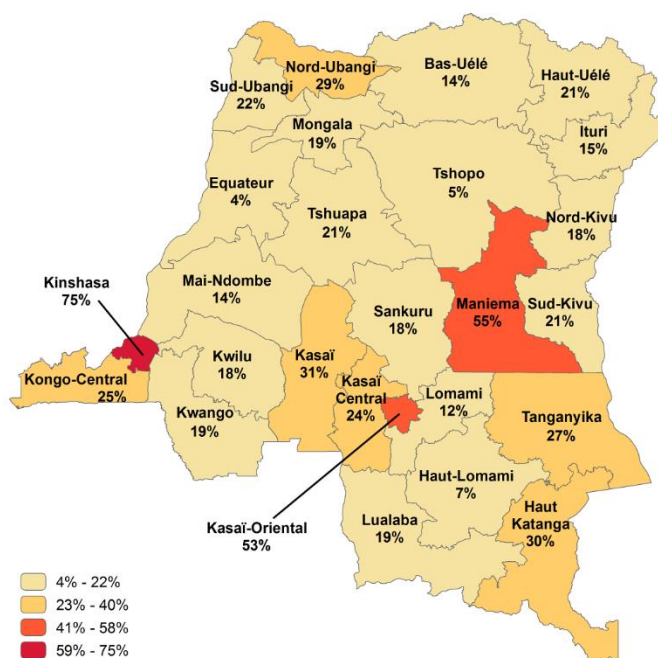 Nord-Ubangi
29%
Bas-Uélé
14%
Haut-Uélé
21%
Sud-Ubangi
22%
Mongala
19%
Ituri
15%
Equateur
4%
Tshopo
5%
Tshuapa
21%
Nord-Kivu
18%
Kinshasa
75%
Mai-Ndombe
14%
Sankuru
18%
Maniema
55%
Sud-Kivu
21%
Kongo-Central
25%
Kwilu
18%
Kasaï
31%
Kasaï
Central
24%
Lomami
12%
Kwango
19%
Tanganyika
27%
Haut-Lomami
7%
Kasaï-Oriental
53%
Lualaba
19%
Haut
Katanga
30%
4% - 22%
23% - 40%
41% - 58%
59% - 75%